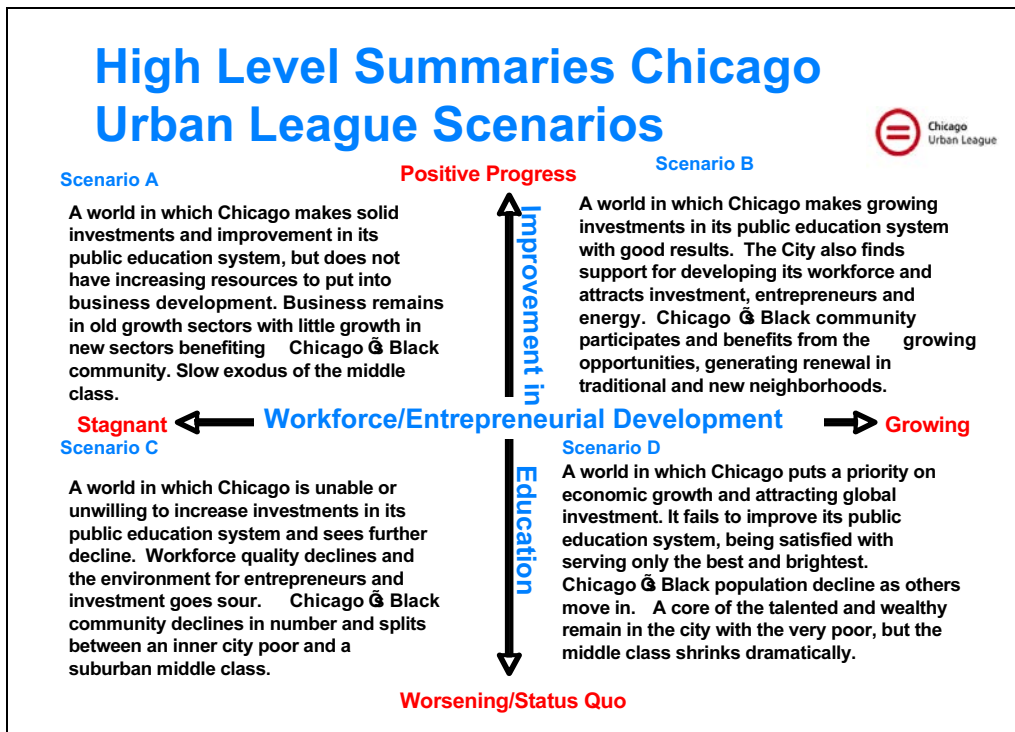 High Level Summaries Chicago
Urban League Scenarios
Chicago
Urban League
Scenario A
Positive Progress
Scenario B
A world in which Chicago makes solid
investments and improvement in its
public education system, but does not
have increasing resources to put into
business development. Business remains
in old growth sectors with little growth in
new sectors benefiting Chicago s Black
community. Slow exodus of the middle
class.
A world in which Chicago makes growing
investments in its public education system
with good results. The City also finds
support for developing its workforce and
attracts investment, entrepreneurs and
energy. Chicago s Black community
participates and benefits from the growing
opportunities, generating renewal in
traditional and new neighborhoods.
Improvement in
Stagnant
Workforce/Entrepreneurial Development
Growing
Scenario C
Scenario D
A world in which Chicago is unable or
unwilling to increase investments in its
public education system and sees further
decline. Workforce quality declines and
the environment for entrepreneurs and
investment goes sour. Chicago s Black
community declines in number and splits
between an inner city poor and a
suburban middle class.
Education
A world in which Chicago puts a priority on
economic growth and attracting global
investment. It fails to improve its public
education system, being satisfied with
serving only the best and brightest.
Chicago s Black population decline as others
move in. A core of the talented and wealthy
remain in the city with the very poor, but the
middle class shrinks dramatically.
Worsening/Status Quo